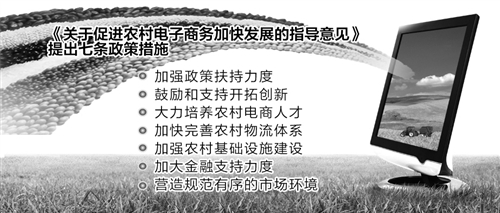 《关于促进农村电子商务加快发展的指导意见》
提出七条政策措施
加强政策扶持力度
鼓励和支持开拓创新
大力培养农村电商人才
加快完善农村物流体系
加强农村基础设施建设
加大金融支持力度
营造规范有序的市场环境